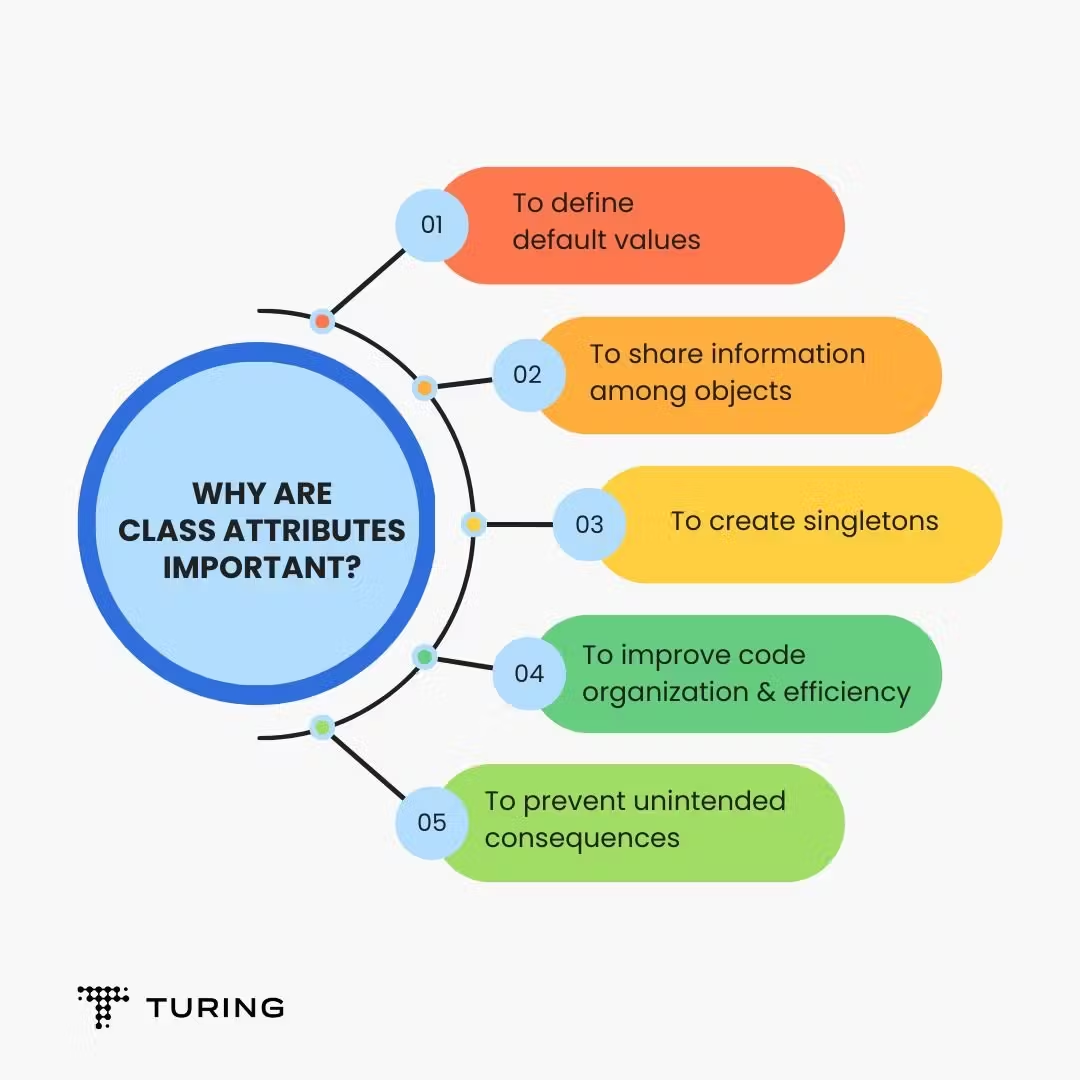 WHY ARE
CLASS ATTRIBUTES
IMPORTANT?
01
To define
default values
02
To share information
among objects
03
To create singletons
04
To improve code
organization & efficiency
05
To prevent unintended
consequences
TURING